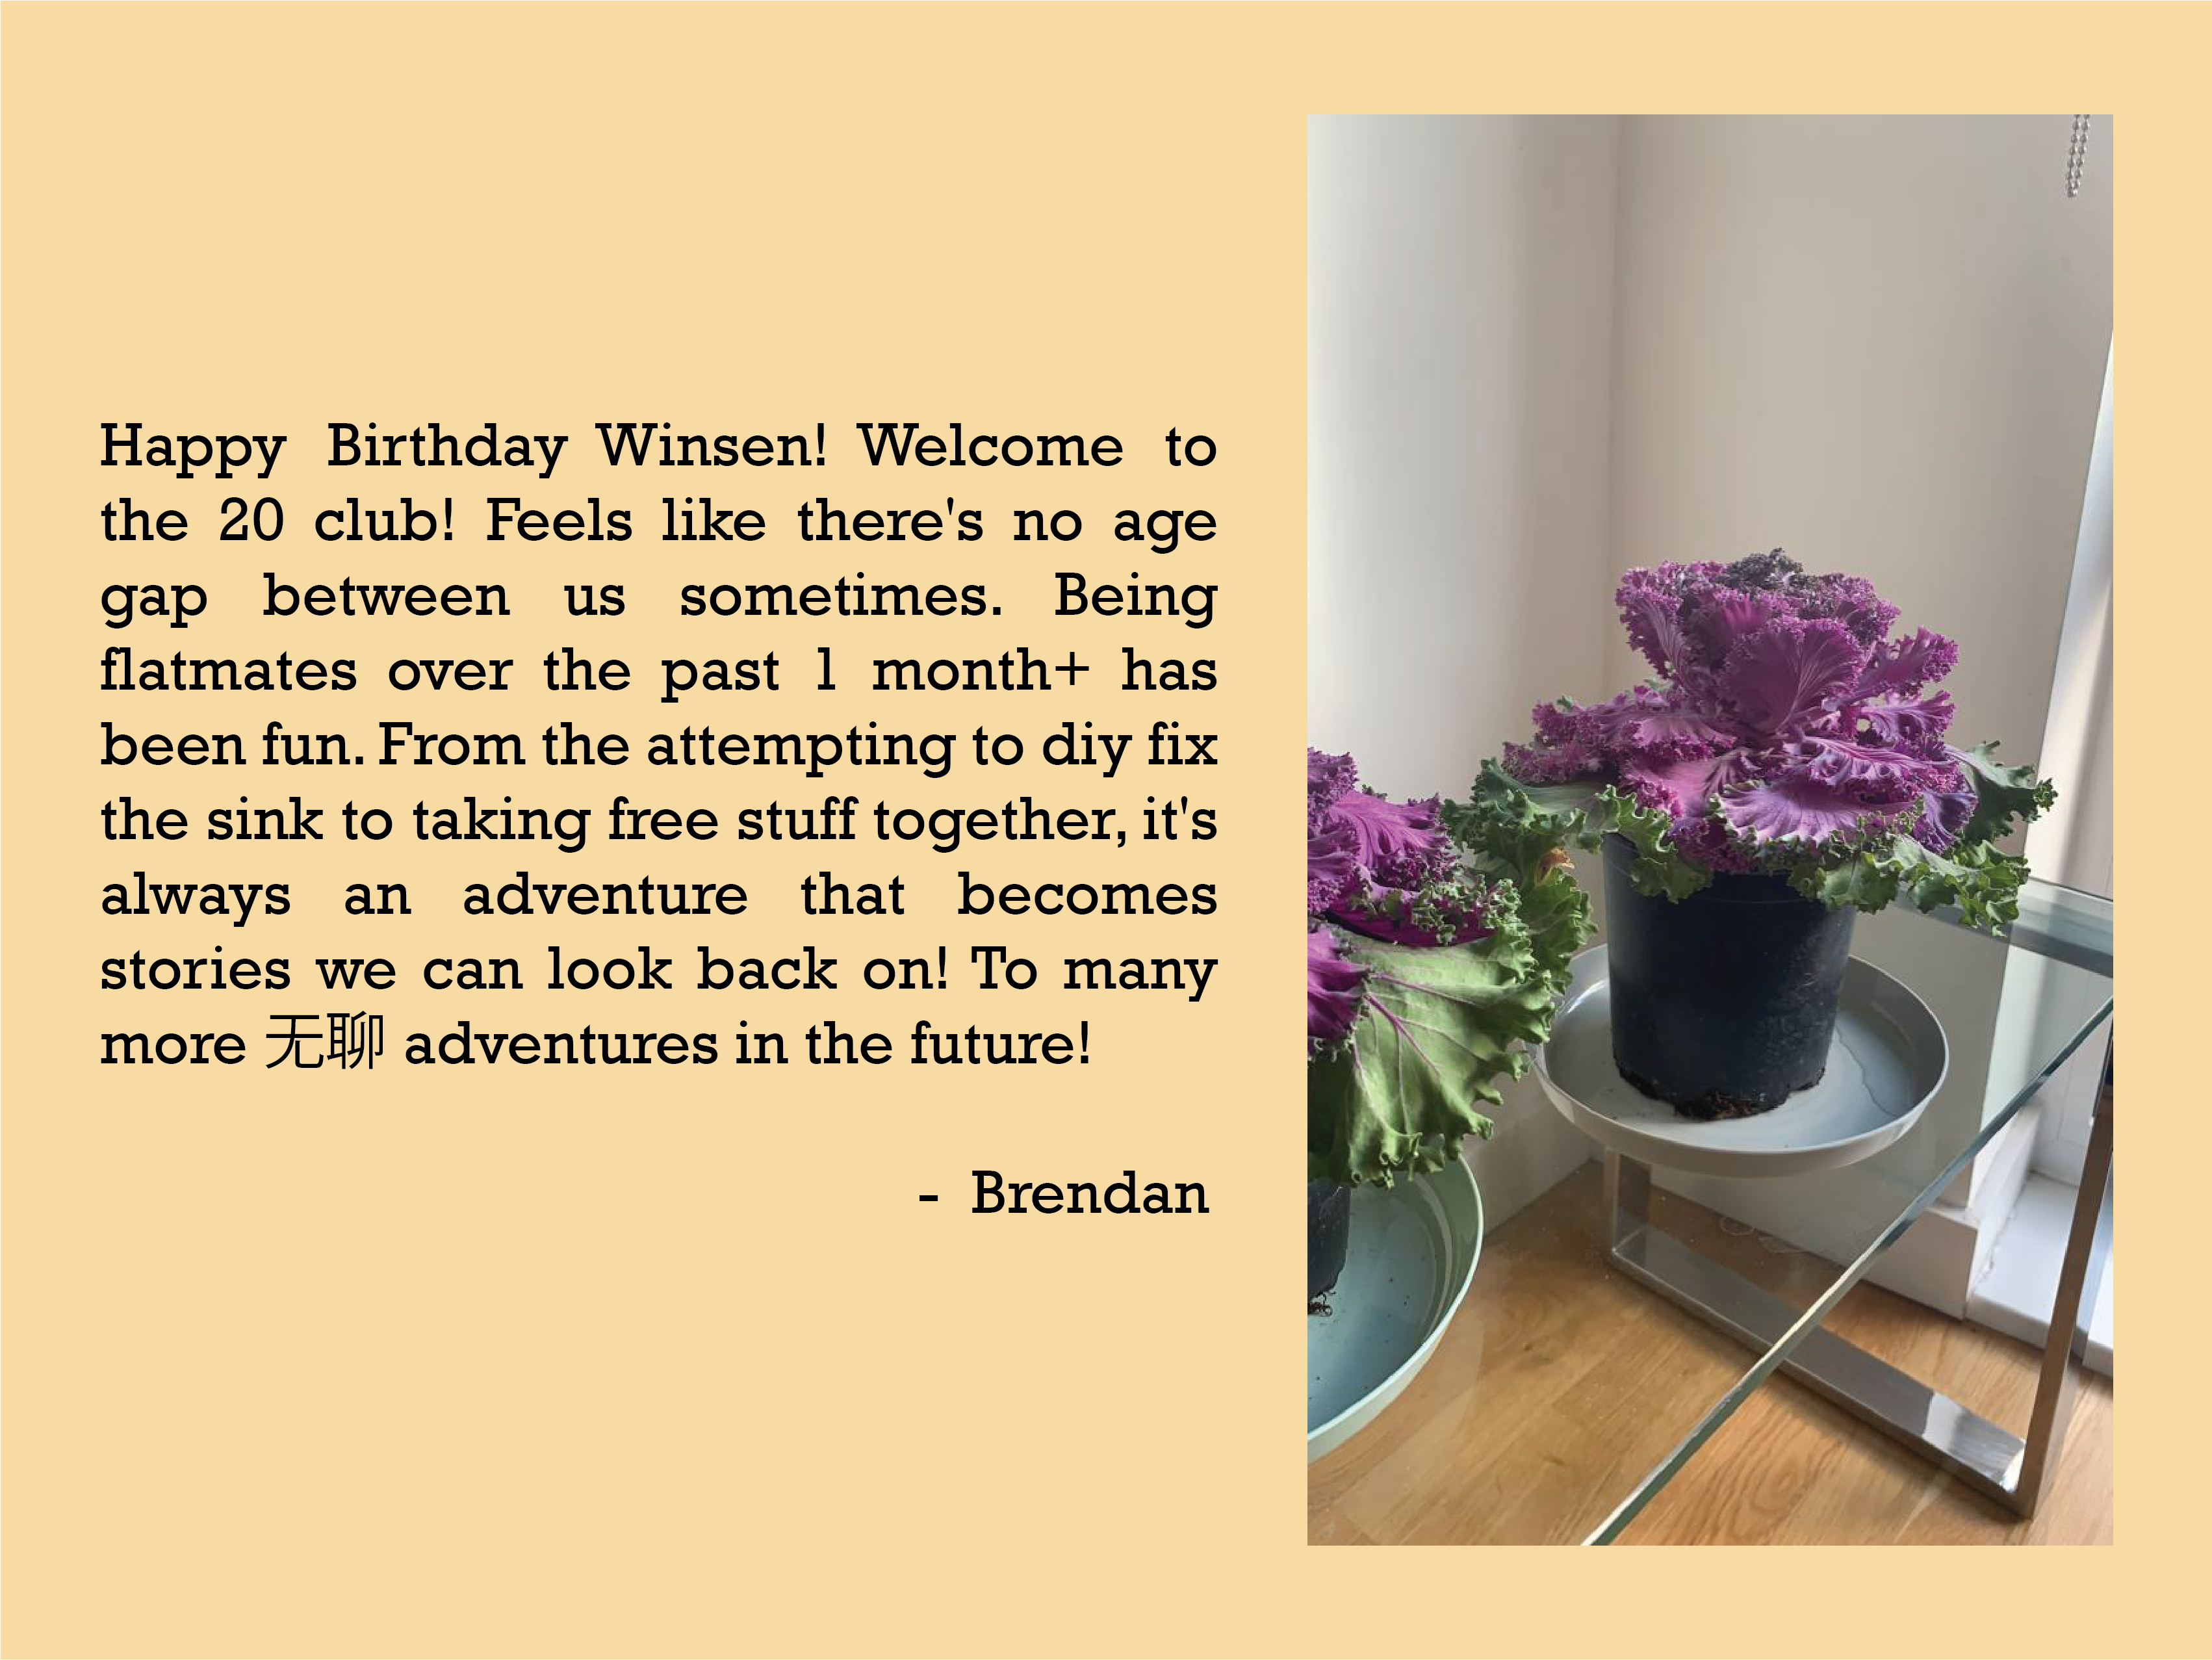 Happy Birthday Winsen! Welcome to
the 20 club! Feels like there's no age
gap between us sometimes. Being
flatmates over the past 1 month+ has
been fun. From the attempting to diy fix
the sink to taking free stuff together, it's
always an adventure that becomes
stories we can look back on! To many
more 无聊 adventures in the future!
- Brendan